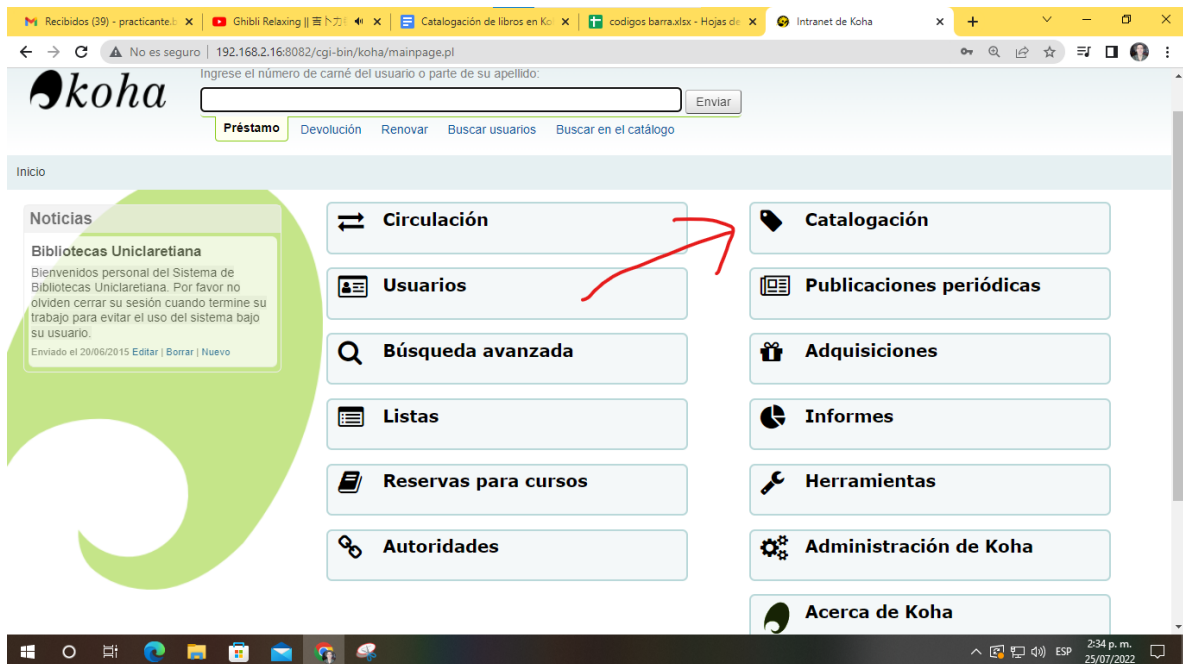 Recibidos (39) - practicante.b
Ghibli Relaxing || 吉卜力
Catalogación de libros en Ko
codigos barra.xlsx - Hojas de
Intranet de Koha
No es seguro | 192.168.2.16:8082/cgi-bin/koha/mainpage.pl
koha
Ingrese el número de carné del usuario o parte de su apellido:
Enviar
Préstamo Devolución Renovar Buscar usuarios Buscar en el catálogo
Inicio
Noticias
Bibliotecas Uniclaretiana
Bienvenidos personal del Sistema de
Bibliotecas Uniclaretiana. Por favor no
olviden cerrar su sesión cuando termine su
trabajo para evitar el uso del sistema bajo
su usuario.
Enviado el 20/06/2015 Editar | Borrar | Nuevo
Circulación
Usuarios
Búsqueda avanzada
Listas
Reservas para cursos
Autoridades
Catalogación
Publicaciones periódicas
Adquisiciones
Informes
Herramientas
Administración de Koha
Acerca de Koha
ESP
2:34 p. m.
25/07/2022